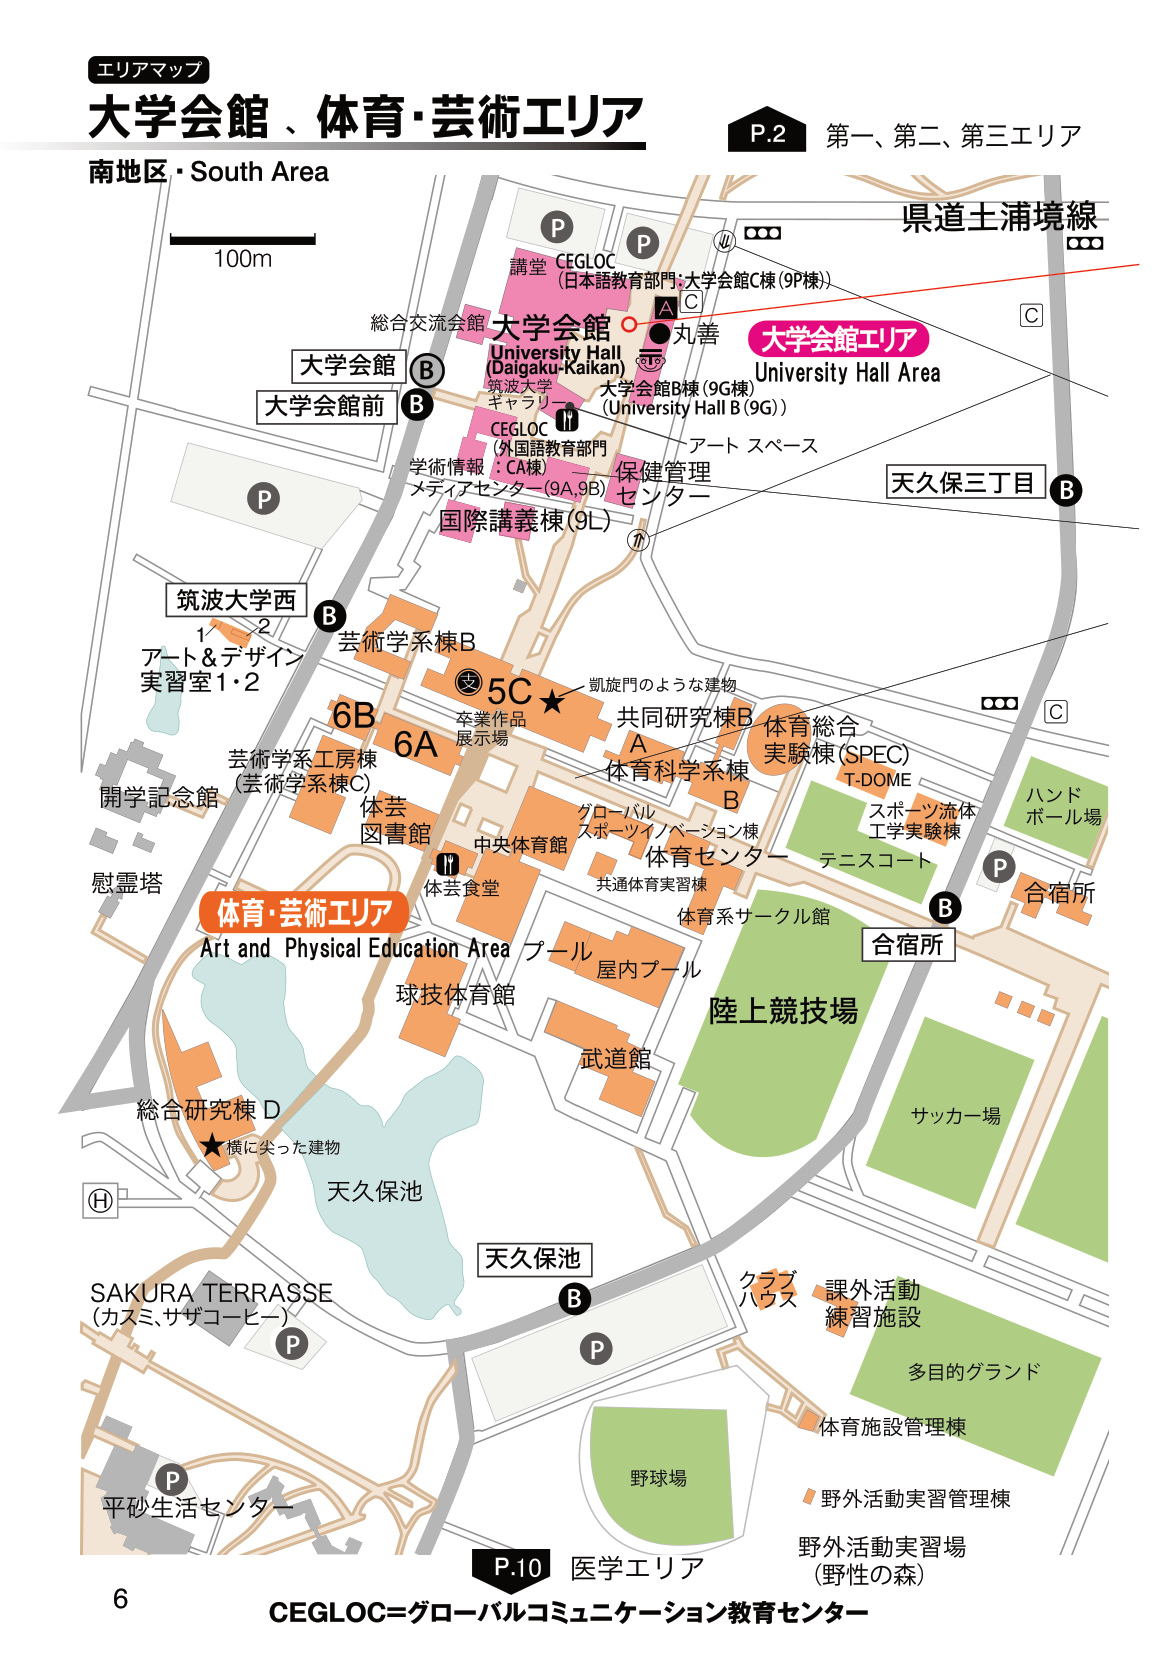 エリアマップ
大学会館、体育・芸術エリア
P.2 第一、第二、第三エリア
南地区・South Area
100m
県道土浦境線
P
P
講堂
CEGLOC
(日本語教育部門:大学会館C棟(9P棟))
A
C
C
総合交流会館
大学会館
University Hall
(Daigaku-Kaikan)
丸善
大学会館エリア
University Hall Area
大学会館
B
大学会館前
B
筑波大学
ギャラリー
大学会館B棟(9G棟)
(University Hall B(9G))
アート スペース
CEGLOC
(外国語教育部門
:CA棟)
学術情報
メディアセンター(9A,9B)
保健管理
センター
天久保三丁目
B
P
国際講義棟(9L)
筑波大学西
B
1
2
アート&デザイン
実習室1・2
芸術学系棟B
支
5C
凱旋門のような建物
卒業作品
展示場
6B
6A
共同研究棟B
A
体育科学系棟
B
体育総合
実験棟(SPEC)
T-DOME
C
芸術学系工房棟
(芸術学系棟C)
開学記念館
体芸
図書館
グローバル
スポーツイノベーション棟
スポーツ流体
工学実験棟
ハンド
ボール場
中央体育館
体育センター
テニスコート
P
慰霊塔
体芸食堂
共通体育実習棟
合宿所
体育・芸術エリア
Art and Physical Education Area
体育系サークル館
B
合宿所
プール
屋内プール
球技体育館
陸上競技場
武道館
サッカー場
総合研究棟 D
横に尖った建物
天久保池
H
天久保池
B
SAKURA TERRASSE
(カスミ、サザコーヒー)
P
クラブ
ハウス
課外活動
練習施設
P
多目的グランド
体育施設管理棟
野球場
P
平砂生活センター
野外活動実習管理棟
野外活動実習場
(野性の森)
P.10 医学エリア
6
CEGLOC=グローバルコミュニケーション教育センター